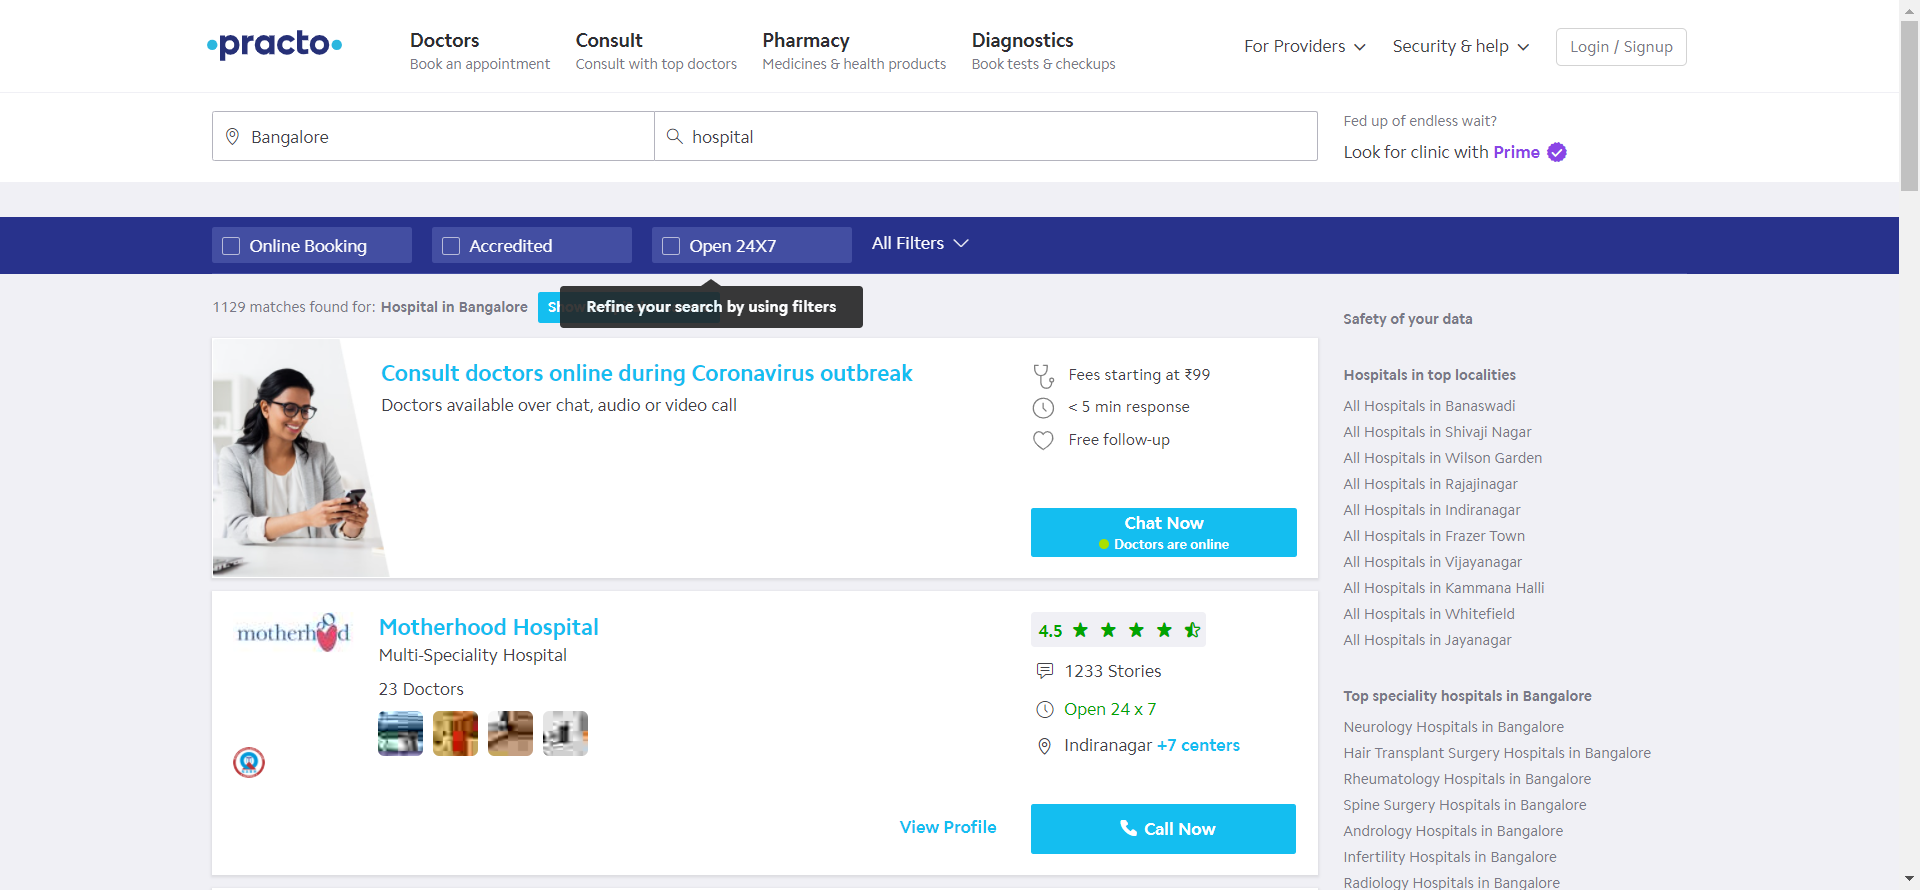 practo
Doctors
Book an appointment
Consult
Consult with top doctors
Pharmacy
Medicines & health products
Diagnostics
Book tests & checkups
For Providers
Security & help
Login / Signup
Bangalore
hospital
Fed up of endless wait?
Look for clinic with Prime
Online Booking
Accredited
Open 24X7
All Filters
1129 matches found for: Hospital in Bangalore
Refine your search by using filters
Consult doctors online during Coronavirus outbreak
Doctors available over chat, audio or video call
Fees starting at ₹99
< 5 min response
Free follow-up
Chat Now
Doctors are online
motherhood
Motherhood Hospital
Multi-Speciality Hospital
23 Doctors
4.5
1233 Stories
Open 24 x 7
Indiranagar +7 centers
View Profile
Call Now
Safety of your data
Hospitals in top localities
All Hospitals in Banaswadi
All Hospitals in Shivaji Nagar
All Hospitals in Wilson Garden
All Hospitals in Rajajinagar
All Hospitals in Indiranagar
All Hospitals in Frazer Town
All Hospitals in Vijayanagar
All Hospitals in Kammana Halli
All Hospitals in Whitefield
All Hospitals in Jayanagar
Top speciality hospitals in Bangalore
Neurology Hospitals in Bangalore
Hair Transplant Surgery Hospitals in Bangalore
Rheumatology Hospitals in Bangalore
Spine Surgery Hospitals in Bangalore
Andrology Hospitals in Bangalore
Infertility Hospitals in Bangalore
Radiology Hospitals in Bangalore